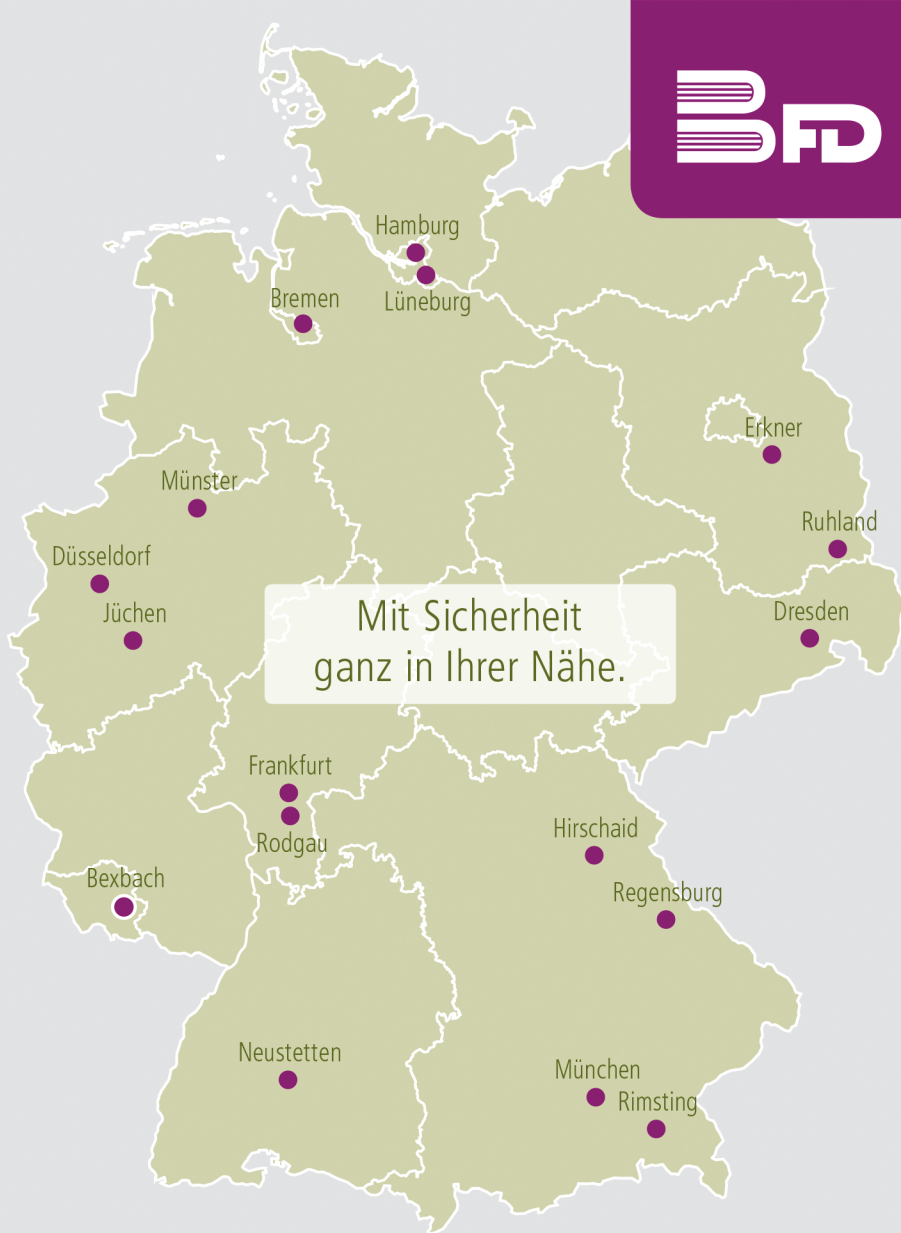 BFD
Hamburg
Lüneburg
Bremen
Erkner
Münster
Ruhland
Düsseldorf
Jüchen
Mit Sicherheit
ganz in Ihrer Nähe.
Dresden
Frankfurt
Rodgau
Hirschaid
Bexbach
Regensburg
Neustetten
München
Rimsting